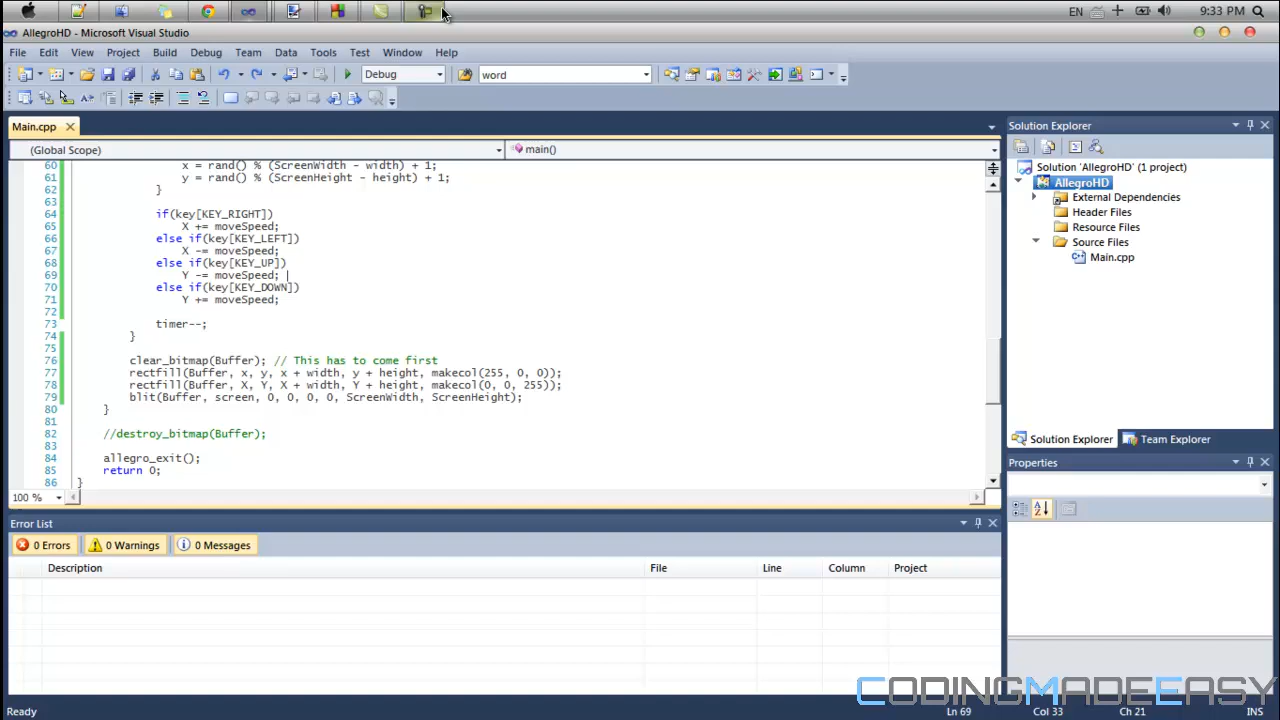 EN
9:33 PM
AllegroHD - Microsoft Visual Studio
File Edit View Project Build Debug Team Data Tools Test Window Help
Debug
word
Main.cpp
(Global Scope)
main()
60 x = rand() % (ScreenWidth - width) + 1;
61 y = rand() % (ScreenHeight - height) + 1;
62 }
63
64 if(key[KEY_RIGHT])
65 X += moveSpeed;
66 else if(key[KEY_LEFT])
67 X -= moveSpeed;
68 else if(key[KEY_UP])
69 Y -= moveSpeed;
70 else if(key[KEY_DOWN])
71 Y += moveSpeed;
72
73 timer--;
74 }
75
76 clear_bitmap(Buffer); // This has to come first
77 rectfill(Buffer, x, y, x + width, y + height, makecol(255, 0, 0));
78 rectfill(Buffer, X, Y, X + width, Y + height, makecol(0, 0, 255));
79 blit(Buffer, screen, 0, 0, 0, 0, ScreenWidth, ScreenHeight);
80 }
81
82 //destroy_bitmap(Buffer);
83
84 allegro_exit();
85 return 0;
86 }
100 %
Solution Explorer
Solution 'AllegroHD' (1 project)
AllegroHD
External Dependencies
Header Files
Resource Files
Source Files
Main.cpp
Solution Explorer
Team Explorer
Properties
Error List
0 Errors
0 Warnings
0 Messages
Description File Line Column Project
CODINGMADEEASY
Ready
Ln 69 Col 33 Ch 21 INS